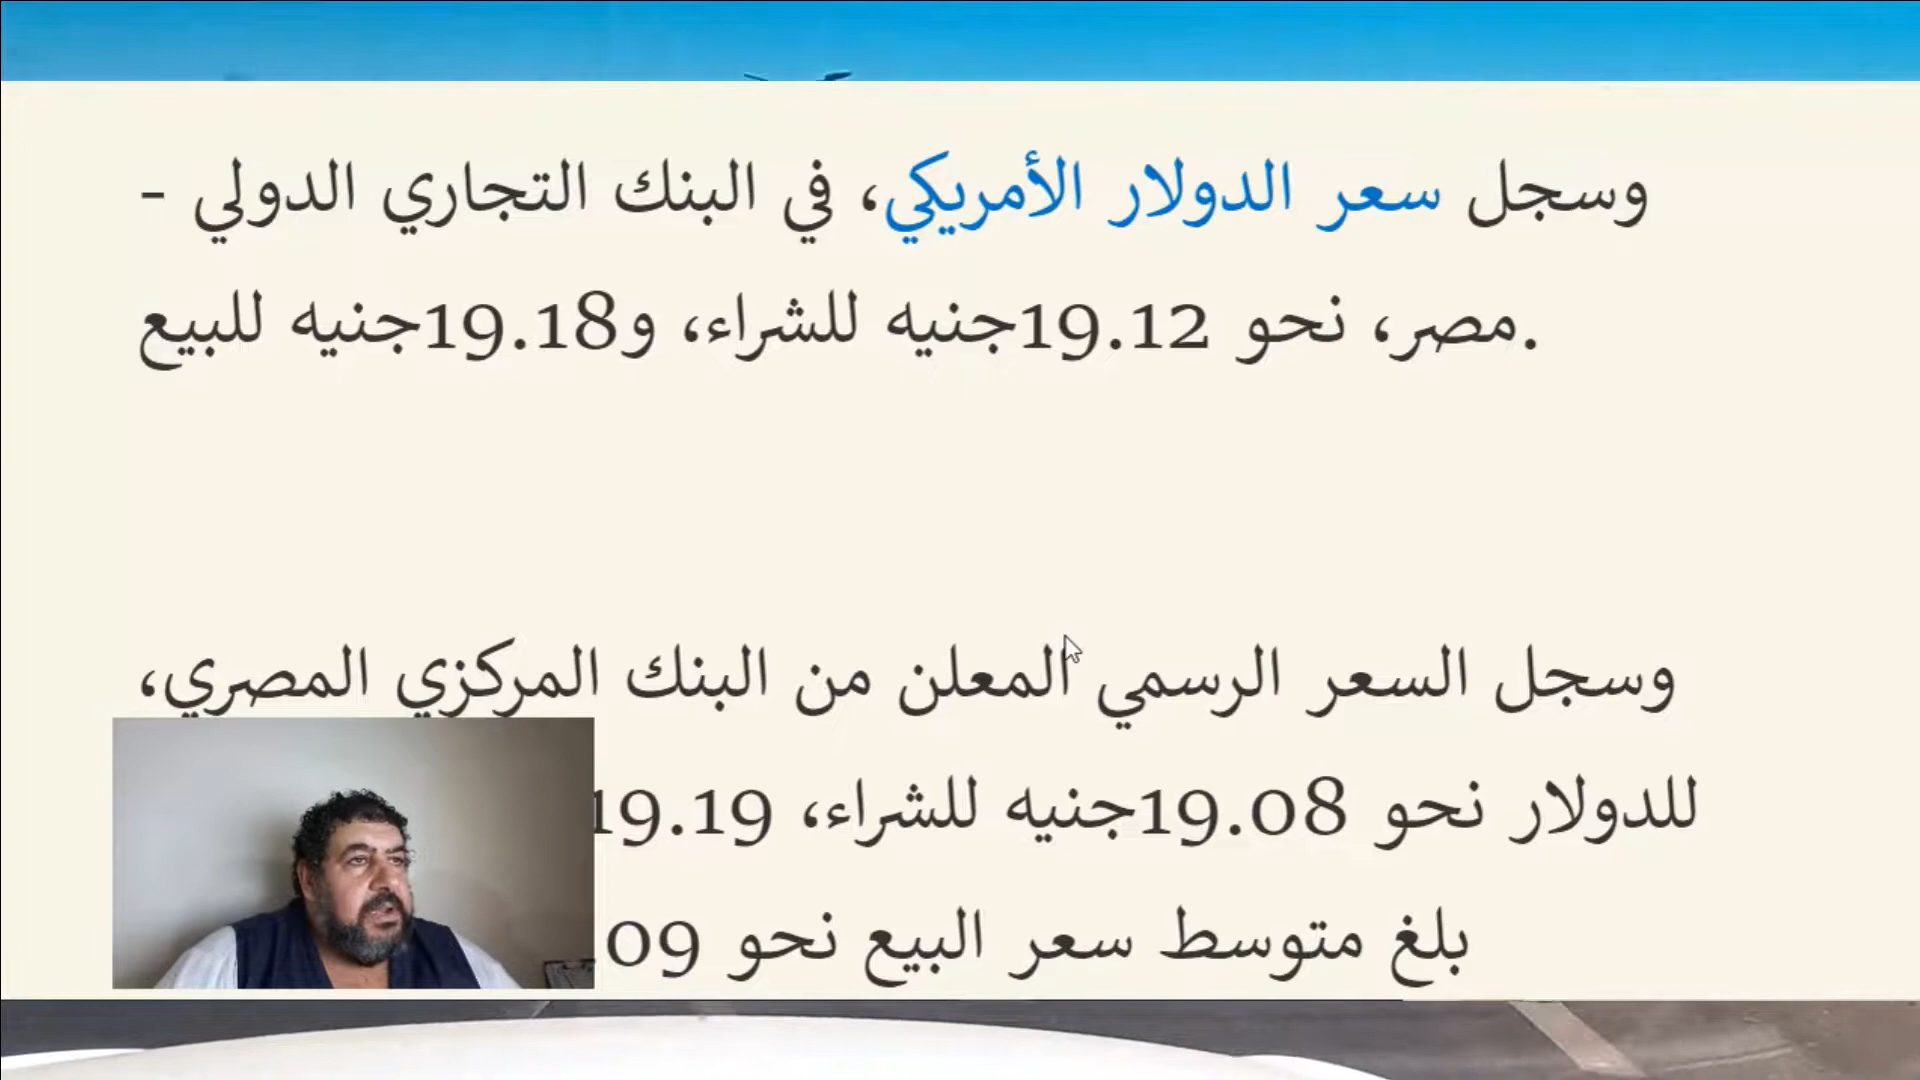 وسجل سعر الدولار الأمريكي، في البنك التجاري الدولي -
مصر، نحو 19.12جنيه للشراء، و19.18جنيه للبيع.
وسجل السعر الرسمي المعلن من البنك المركزي المصري،
للدولار نحو 19.08جنيه للشراء، 19.19
بلغ متوسط سعر البيع نحو 09